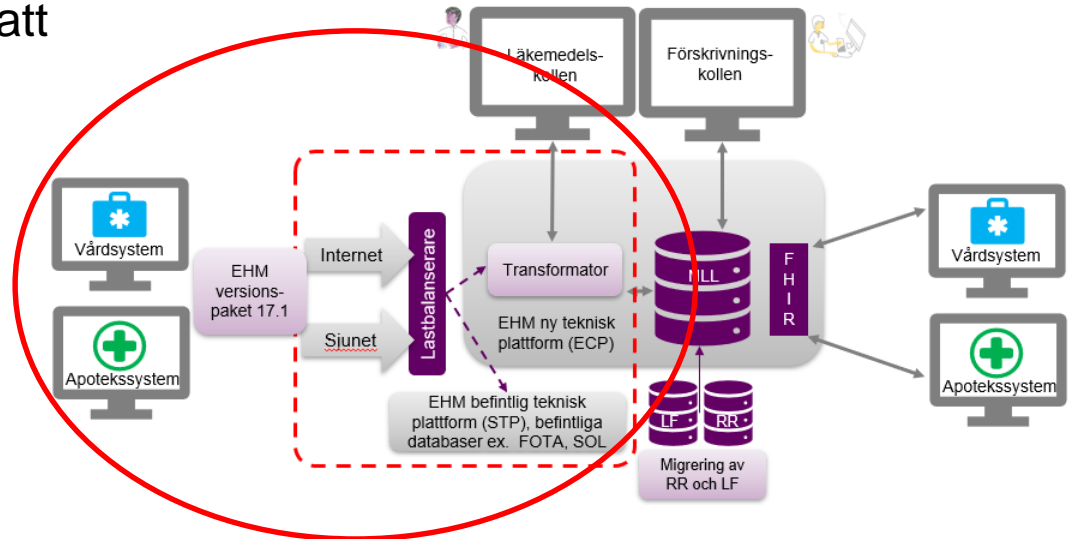 att
Läkemedels-
kollen
Förskrivnings-
kollen
Vårdsystem
Apotekssystem
EHM
versions-
paket 17.1
Internet
Sjunet
Lastbalanserare
Transformator
EHM ny teknisk
plattform (ECP)
EHM befintlig teknisk
plattform (STP), befintliga
databaser ex. FOTA, SOL
NLL
F
H
I
R
LF
RR
Migrering av
RR och LF
Vårdsystem
Apotekssystem